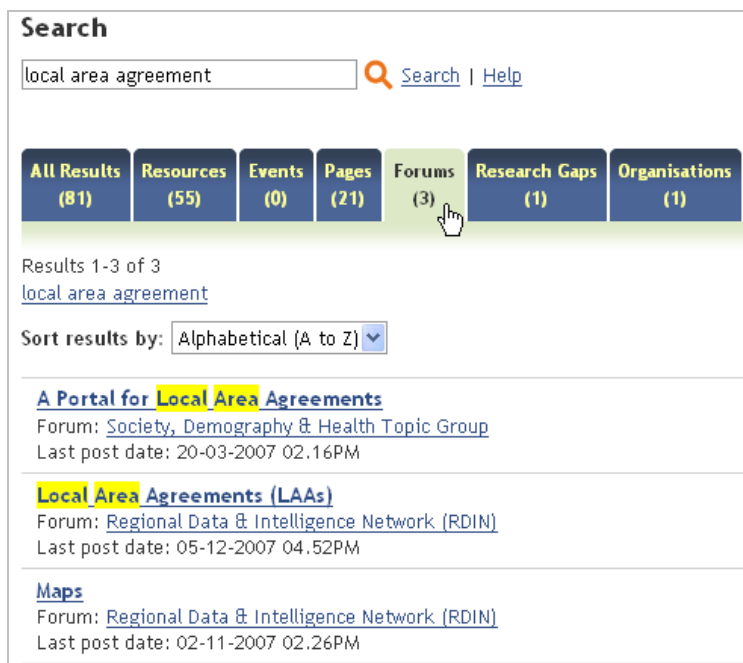 Search
local area agreement
Search | Help
All Results Resources Events Pages Forums Research Gaps Organisations
(81) (55) (0) (21) (3) (1) (1)
Results 1-3 of 3
local area agreement
Sort results by: Alphabetical (A to Z)
A Portal for Local Area Agreements
Forum: Society, Demography & Health Topic Group
Last post date: 20-03-2007 02.16PM
Local Area Agreements (LAAs)
Forum: Regional Data & Intelligence Network (RDIN)
Last post date: 05-12-2007 04.52PM
Maps
Forum: Regional Data & Intelligence Network (RDIN)
Last post date: 02-11-2007 02.26PM